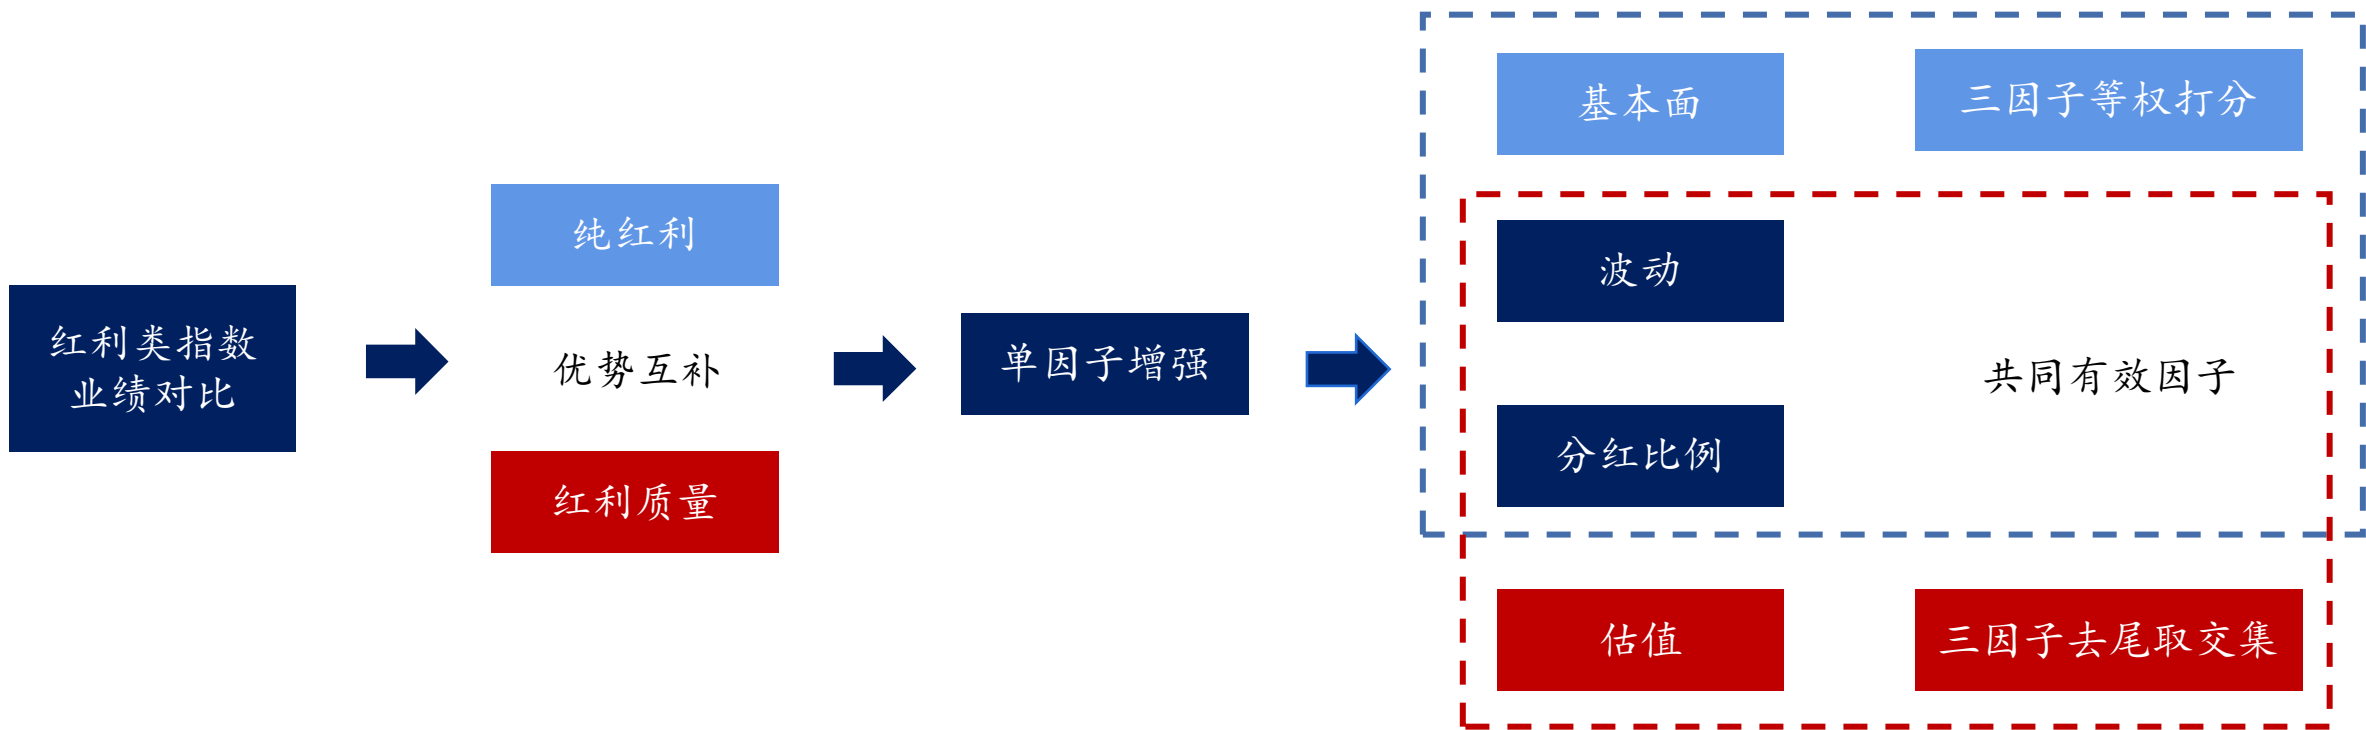 红利类指数
业绩对比
纯红利
优势互补
红利质量
单因子增强
基本面
三因子等权打分
波动
共同有效因子
分红比例
估值
三因子去尾取交集